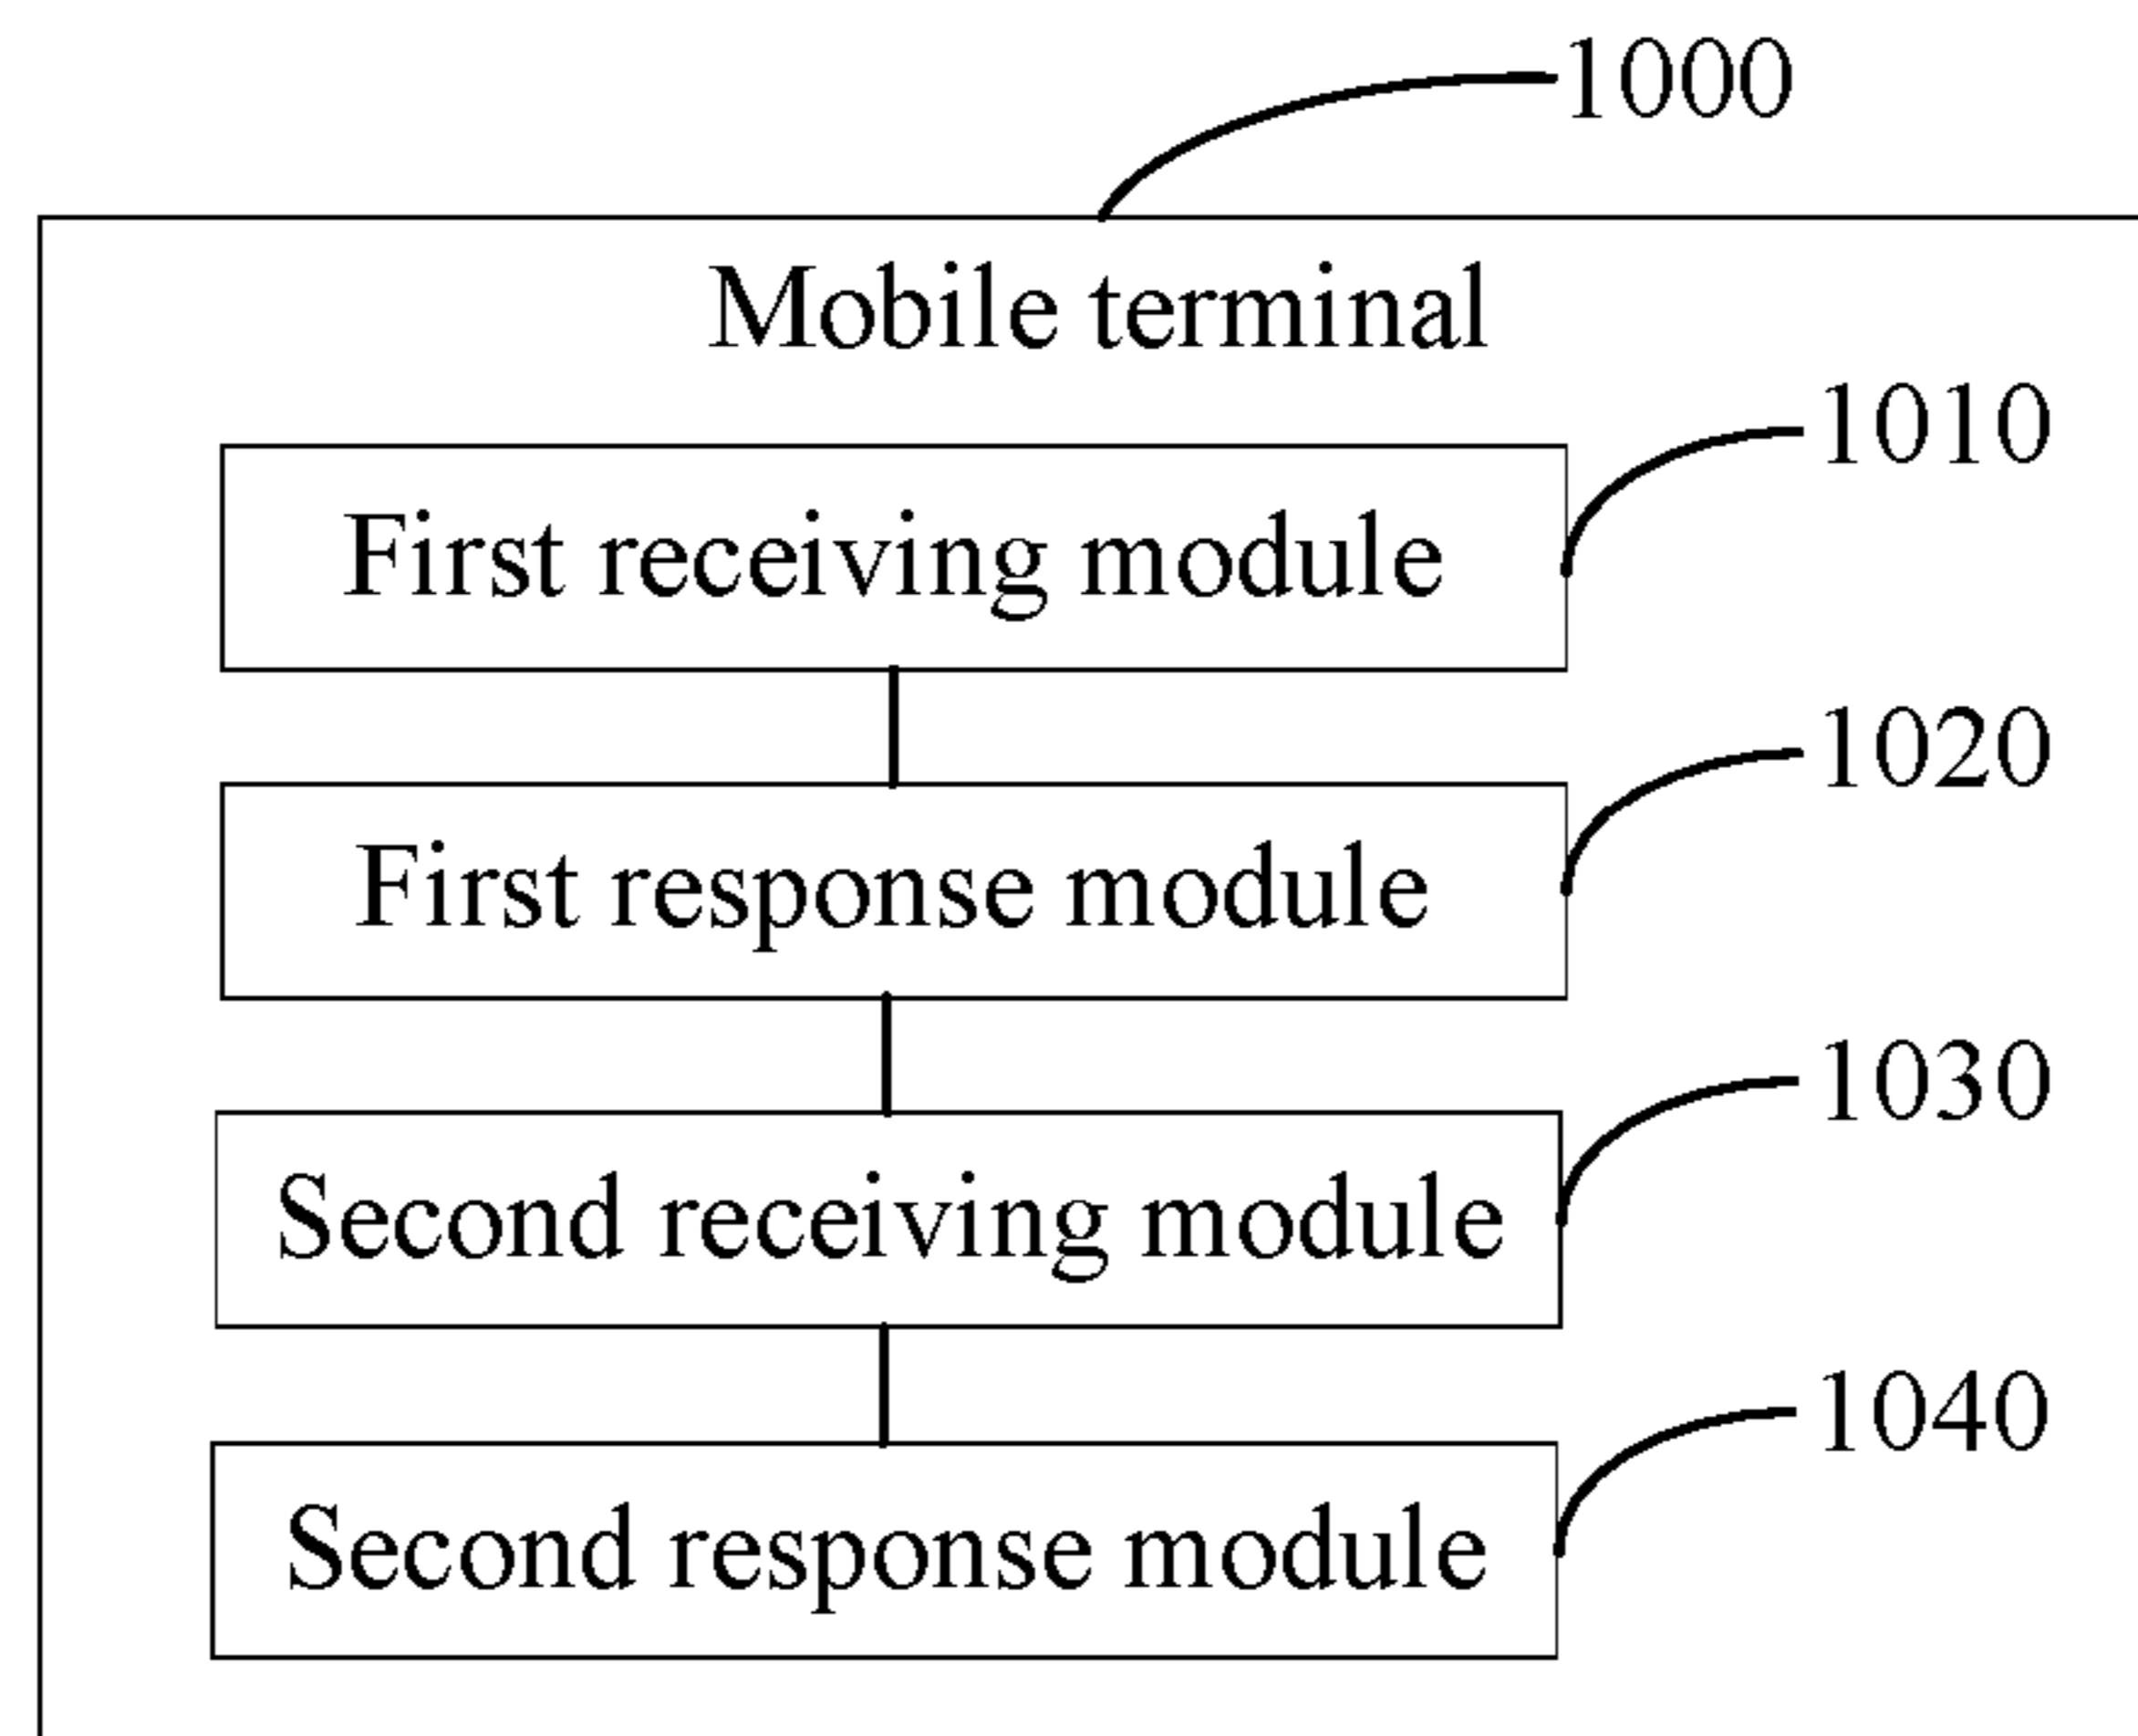 1000
Mobile terminal
1010
First receiving module
1020
First response module
1030
Second receiving module
1040
Second response module